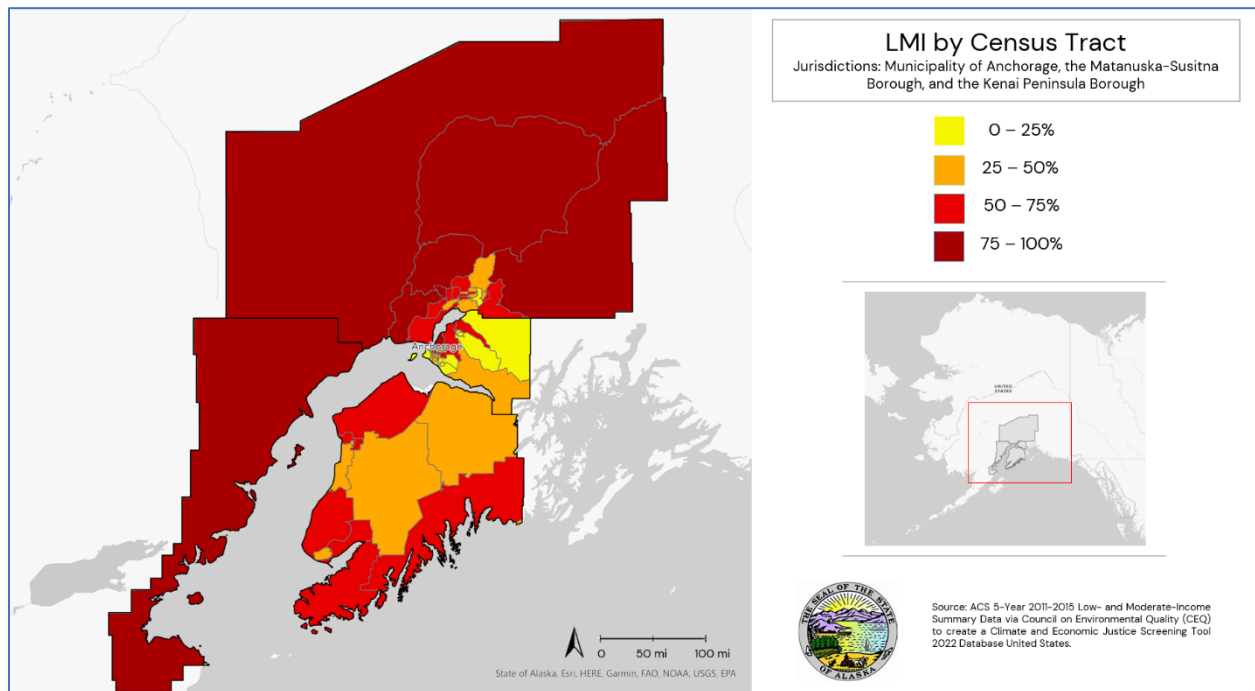 LMI by Census Tract
Jurisdictions: Municipality of Anchorage, the Matanuska-Susitna
Borough, and the Kenai Peninsula Borough
0 – 25%
25 – 50%
50 – 75%
75 – 100%
Anchorage
UNITED
STATES
0 50 mi 100 mi
State of Alaska, Esri, HERE, Garmin, FAO, NOAA, USGS, EPA
THE SEAL OF THE STATE
OF ALASKA
Source: ACS 5-Year 2011-2015 Low- and Moderate-Income
Summary Data via Council on Environmental Quality (CEQ)
to create a Climate and Economic Justice Screening Tool
2022 Database United States.